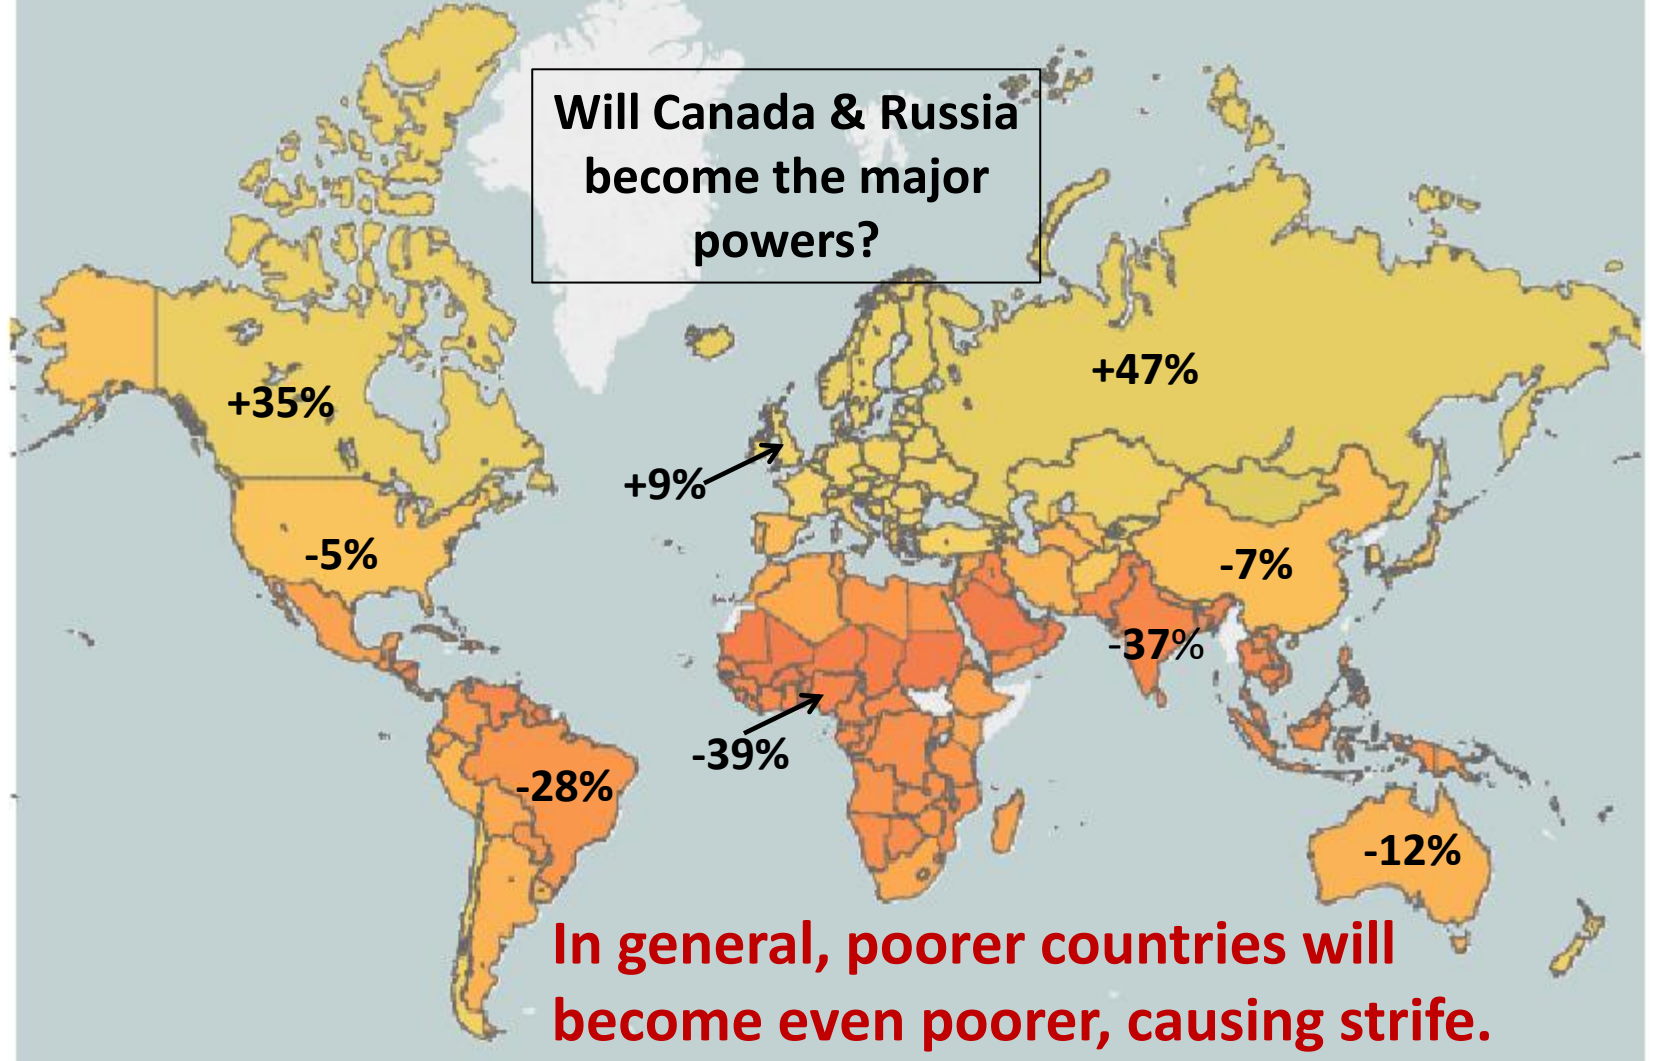 Will Canada & Russia
become the major
powers?
+47%
+35%
+9%
-5%
-7%
-37%
-39%
-28%
-12%
In general, poorer countries will
become even poorer, causing strife.